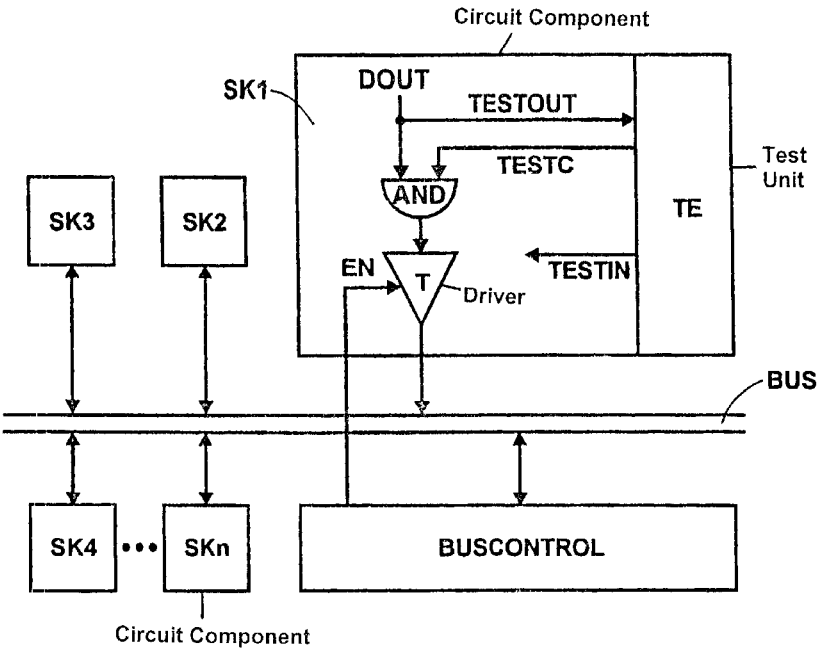 Circuit Component
SK1
DOUT
TESTOUT
TESTC
AND
Test
Unit
TE
SK3
SK2
EN
T
TESTIN
Driver
BUS
SK4
•••
SKn
BUSCONTROL
Circuit Component